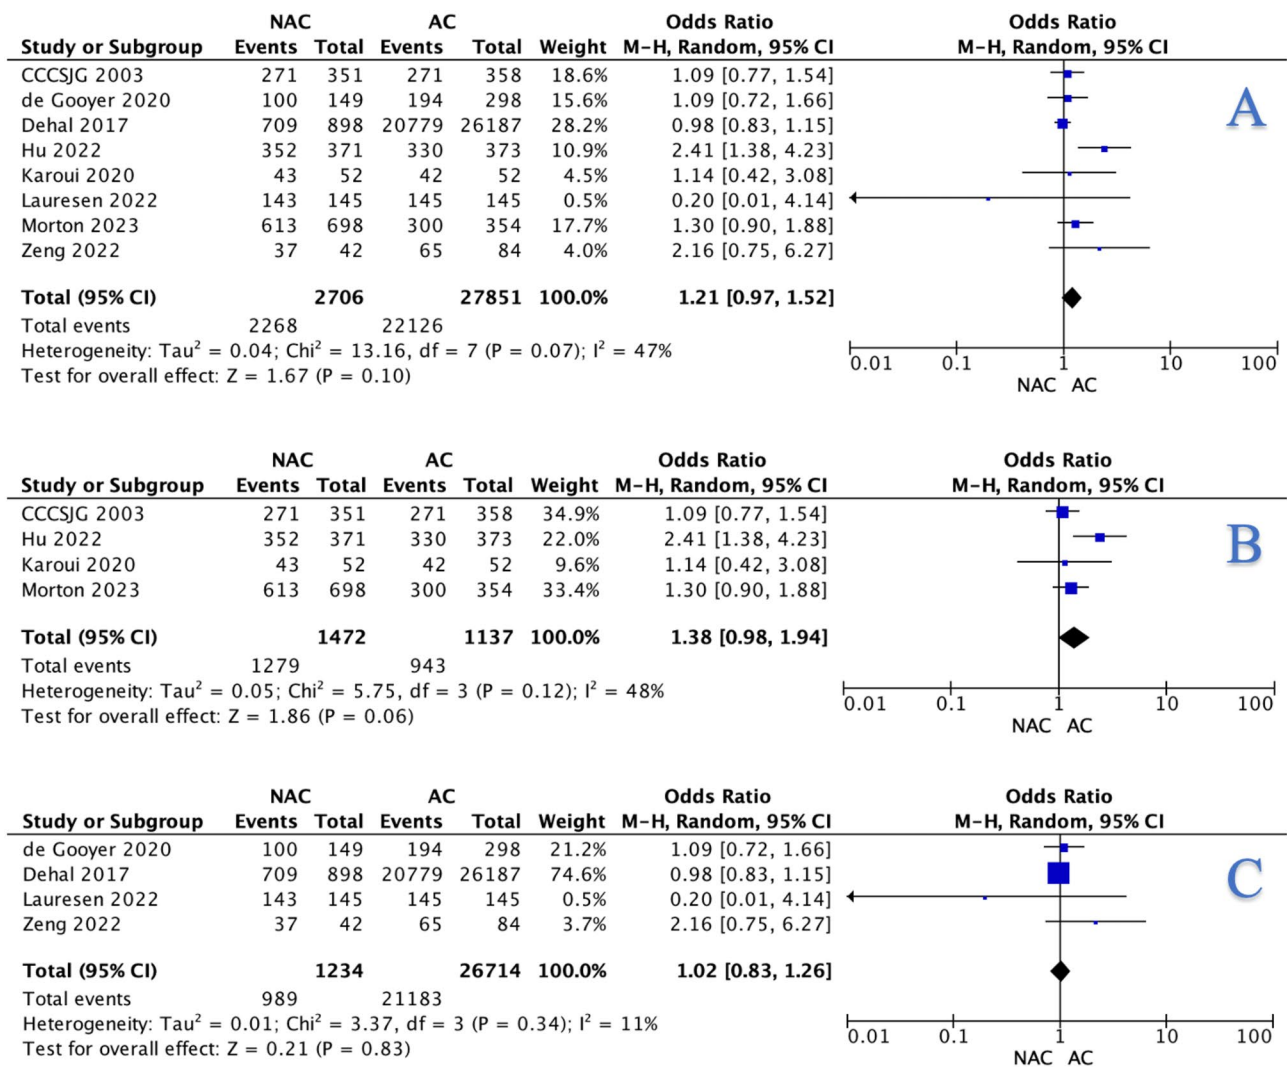 NAC AC Odds Ratio Odds Ratio
Study or Subgroup Events Total Events Total Weight M-H, Random, 95% CI M-H, Random, 95% CI
CCCSJG 2003 271 351 271 358 18.6% 1.09 [0.77, 1.54]
de Gooyer 2020 100 149 194 298 15.6% 1.09 [0.72, 1.66]
A
Dehal 2017 709 898 20779 26187 28.2% 0.98 [0.83, 1.15]
Hu 2022 352 371 330 373 10.9% 2.41 [1.38, 4.23]
Karoui 2020 43 52 42 52 4.5% 1.14 [0.42, 3.08]
Lauresen 2022 143 145 145 145 0.5% 0.20 [0.01, 4.14]
Morton 2023 613 698 300 354 17.7% 1.30 [0.90, 1.88]
Zeng 2022 37 42 65 84 4.0% 2.16 [0.75, 6.27]
Total (95% CI) 2706 27851 100.0% 1.21 [0.97, 1.52]
Total events 2268 22126
Heterogeneity: Tau² = 0.04; Chi² = 13.16, df = 7 (P = 0.07); I² = 47%
Test for overall effect: Z = 1.67 (P = 0.10)
0.01 0.1 1 10 100
NAC AC
NAC AC Odds Ratio Odds Ratio
Study or Subgroup Events Total Events Total Weight M-H, Random, 95% CI M-H, Random, 95% CI
CCCSJG 2003 271 351 271 358 34.9% 1.09 [0.77, 1.54]
Hu 2022 352 371 330 373 22.0% 2.41 [1.38, 4.23]
B
Karoui 2020 43 52 42 52 9.6% 1.14 [0.42, 3.08]
Morton 2023 613 698 300 354 33.4% 1.30 [0.90, 1.88]
Total (95% CI) 1472 1137 100.0% 1.38 [0.98, 1.94]
Total events 1279 943
Heterogeneity: Tau² = 0.05; Chi² = 5.75, df = 3 (P = 0.12); I² = 48%
Test for overall effect: Z = 1.86 (P = 0.06)
0.01 0.1 1 10 100
NAC AC
NAC AC Odds Ratio Odds Ratio
Study or Subgroup Events Total Events Total Weight M-H, Random, 95% CI M-H, Random, 95% CI
de Gooyer 2020 100 149 194 298 21.2% 1.09 [0.72, 1.66]
Dehal 2017 709 898 20779 26187 74.6% 0.98 [0.83, 1.15]
C
Lauresen 2022 143 145 145 145 0.5% 0.20 [0.01, 4.14]
Zeng 2022 37 42 65 84 3.7% 2.16 [0.75, 6.27]
Total (95% CI) 1234 26714 100.0% 1.02 [0.83, 1.26]
Total events 989 21183
Heterogeneity: Tau² = 0.01; Chi² = 3.37, df = 3 (P = 0.34); I² = 11%
Test for overall effect: Z = 0.21 (P = 0.83)
0.01 0.1 1 10 100
NAC AC